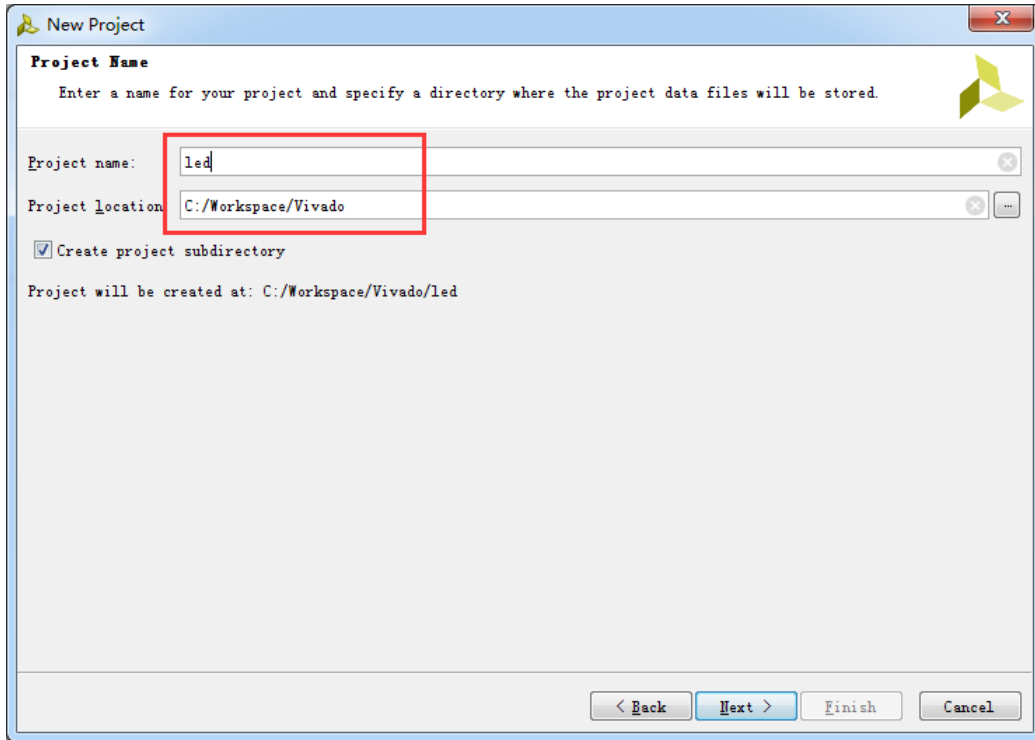 New Project
Project Name
Enter a name for your project and specify a directory where the project data files will be stored.
Project name: led
Project location C:/Workspace/Vivado ...
Create project subdirectory
Project will be created at: C:/Workspace/Vivado/led
< Back Next > Finish Cancel